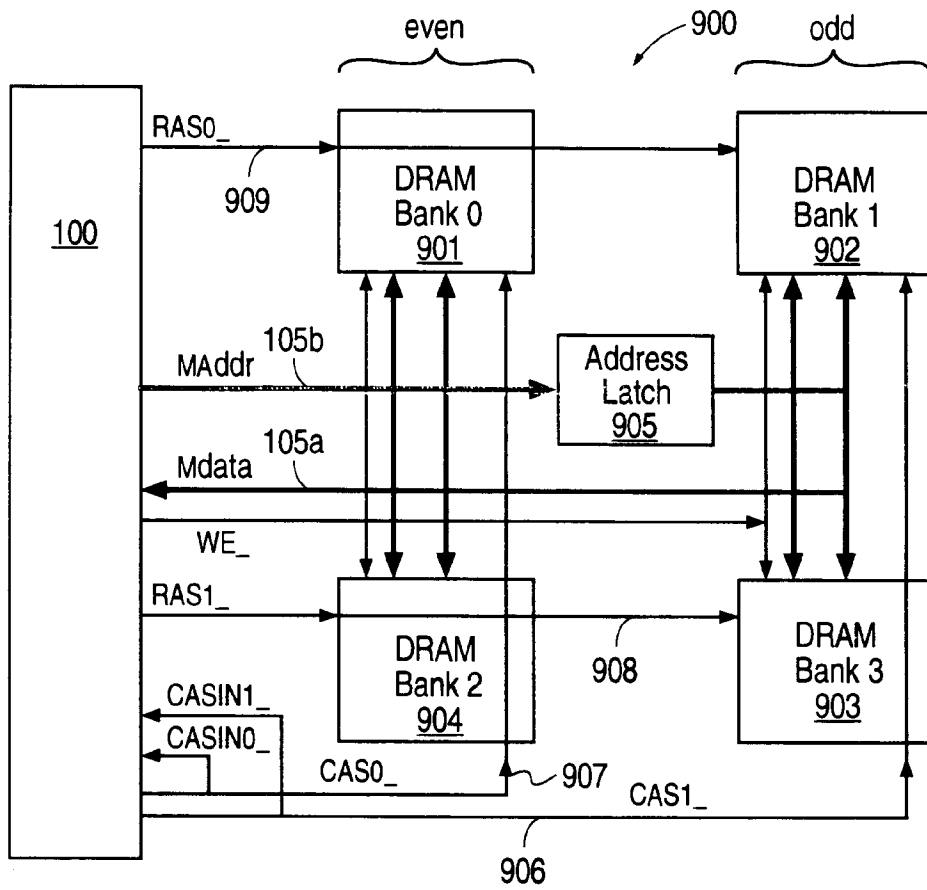 even
900
odd
RAS0_
909
DRAM
Bank 0
901
DRAM
Bank 1
902
100
105b
MAddr
Address
Latch
905
105a
Mdata
WE_
RAS1_
DRAM
Bank 2
904
908
DRAM
Bank 3
903
CASIN1_
CASIN0_
CAS0_
907
CAS1_
906